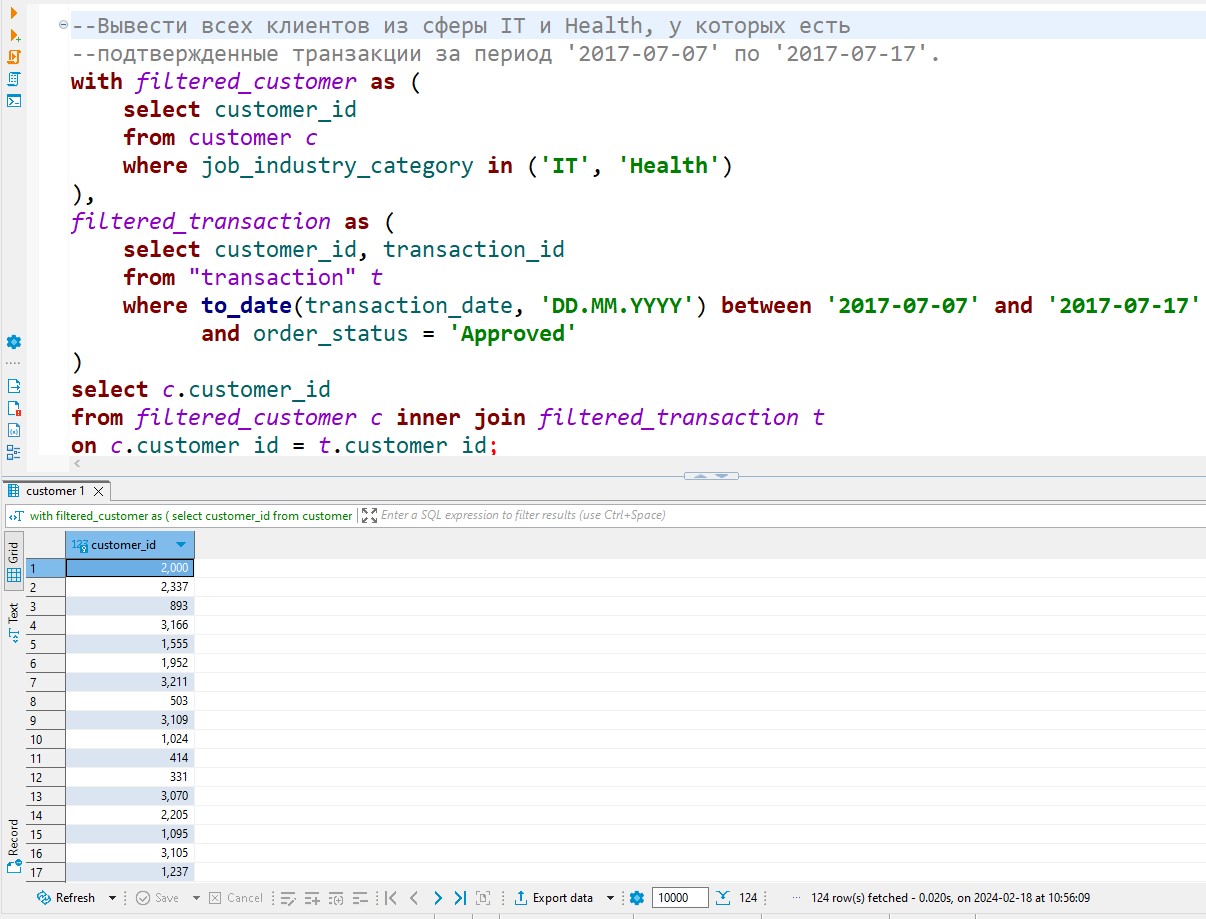 --Вывести всех клиентов из сферы IT и Health, у которых есть
--подтвержденные транзакции за период '2017-07-07' по '2017-07-17'.
with filtered_customer as (
select customer_id
from customer c
where job_industry_category in ('IT', 'Health')
),
filtered_transaction as (
select customer_id, transaction_id
from "transaction" t
where to_date(transaction_date, 'DD.MM.YYYY') between '2017-07-07' and '2017-07-17'
and order_status = 'Approved'
)
select c.customer_id
from filtered_customer c inner join filtered_transaction t
on c.customer_id = t.customer_id;
customer 1
with filtered_customer as ( select customer_id from customer
Enter a SQL expression to filter results (use Ctrl+Space)
Grid
Text
Record
123 customer_id
1 2,000
2 2,337
3 893
4 3,166
5 1,555
6 1,952
7 3,211
8 503
9 3,109
10 1,024
11 414
12 331
13 3,070
14 2,205
15 1,095
16 3,105
17 1,237
Refresh Save Cancel Export data 10000 124 124 row(s) fetched - 0.020s, on 2024-02-18 at 10:56:09